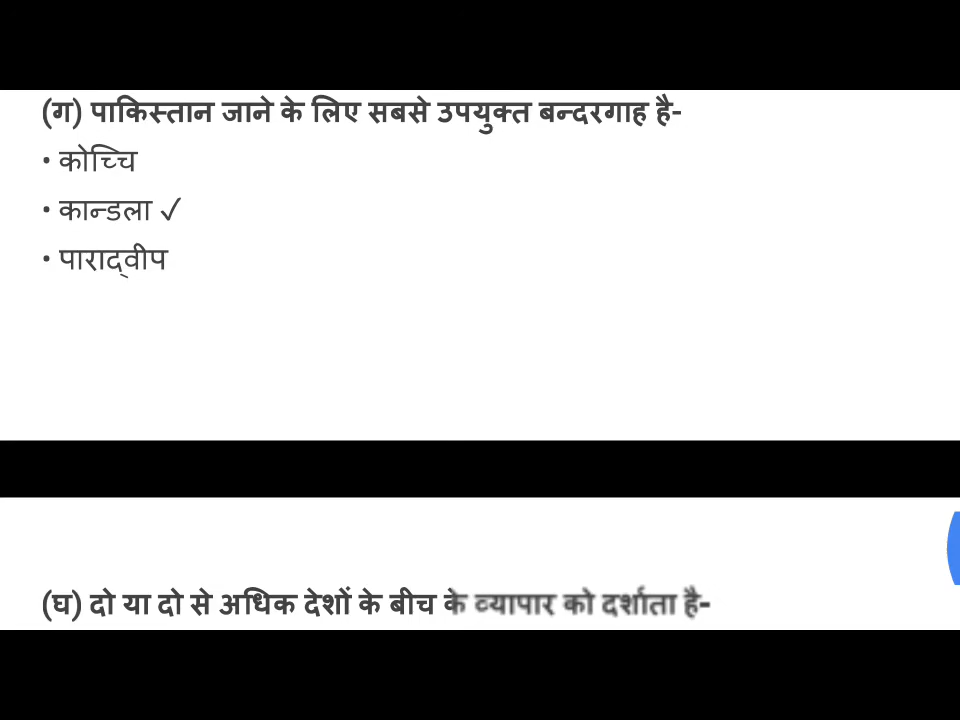 (ग) पाकिस्तान जाने के लिए सबसे उपयुक्त बन्दरगाह है-
• कोच्चि
• कान्डला ✓
• पाराद्वीप
(घ) दो या दो से अधिक देशों के बीच के व्यापार को दर्शाता है-